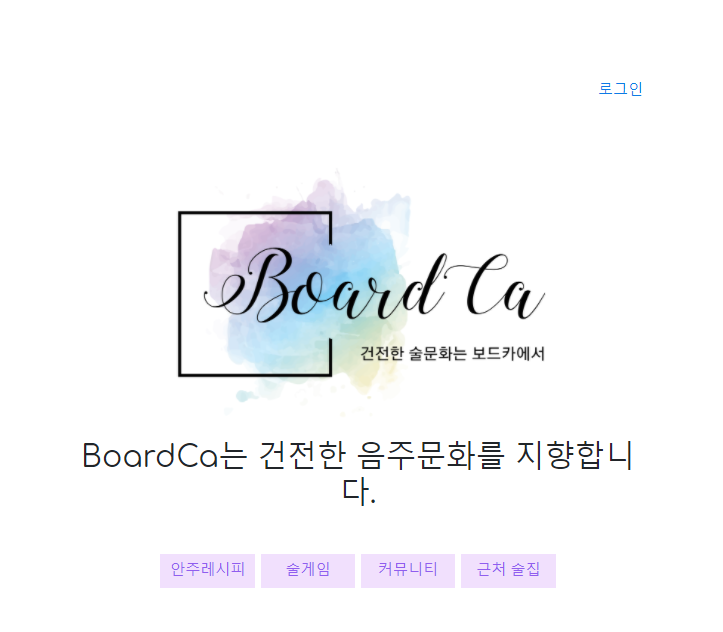 로그인
BoardCa
건전한 술문화는 보드카에서
BoardCa는 건전한 음주문화를 지향합니
다.
안주레시피 술게임 커뮤니티 근처 술집